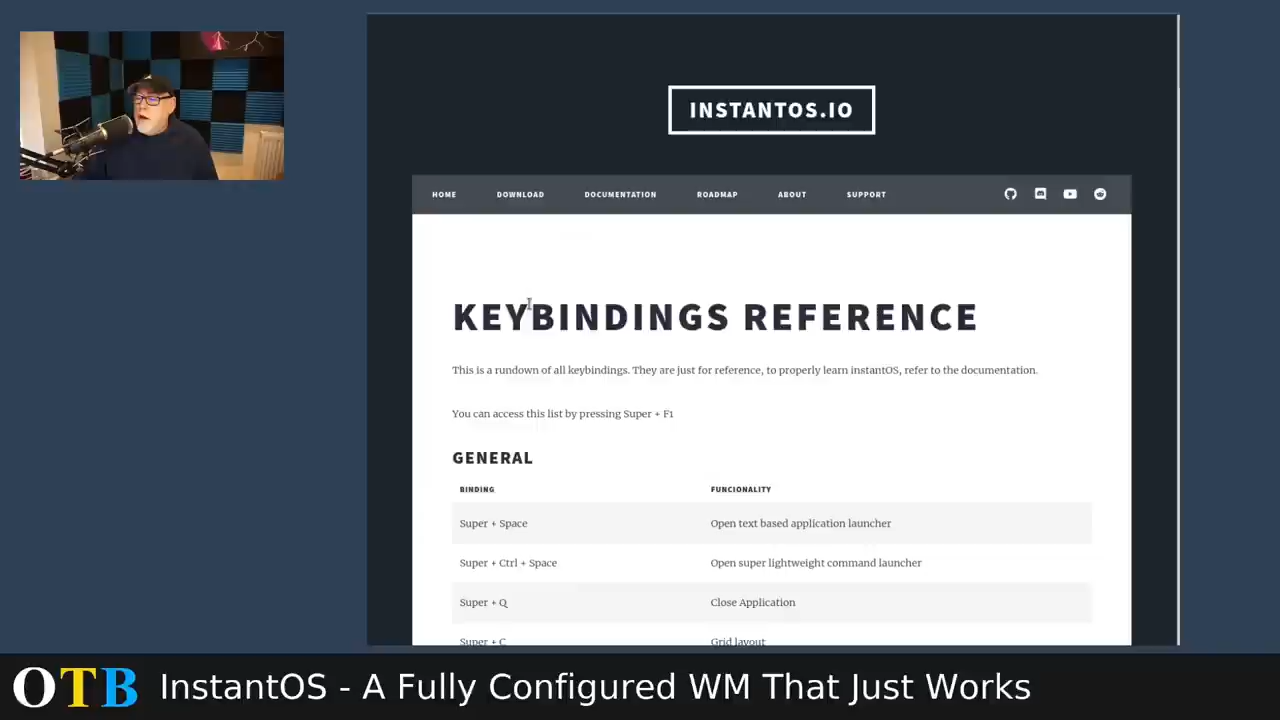 INSTANTOS.IO
HOME DOWNLOAD DOCUMENTATION ROADMAP ABOUT SUPPORT
KEYBINDINGS REFERENCE
This is a rundown of all keybindings. They are just for reference, to properly learn instantOS, refer to the documentation.
You can access this list by pressing Super + F1
GENERAL
BINDING FUNCIONALITY
Super + Space Open text based application launcher
Super + Ctrl + Space Open super lightweight command launcher
Super + Q Close Application
Super + C Grid layout
OTB InstantOS - A Fully Configured WM That Just Works